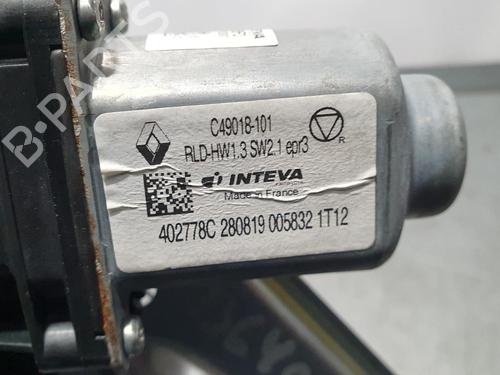 B-PARTS
C49018-101
R
RLD-HW1.3 SW2.1 epr3
INTEVA
Made in France
402778C 280819 005832 1T12